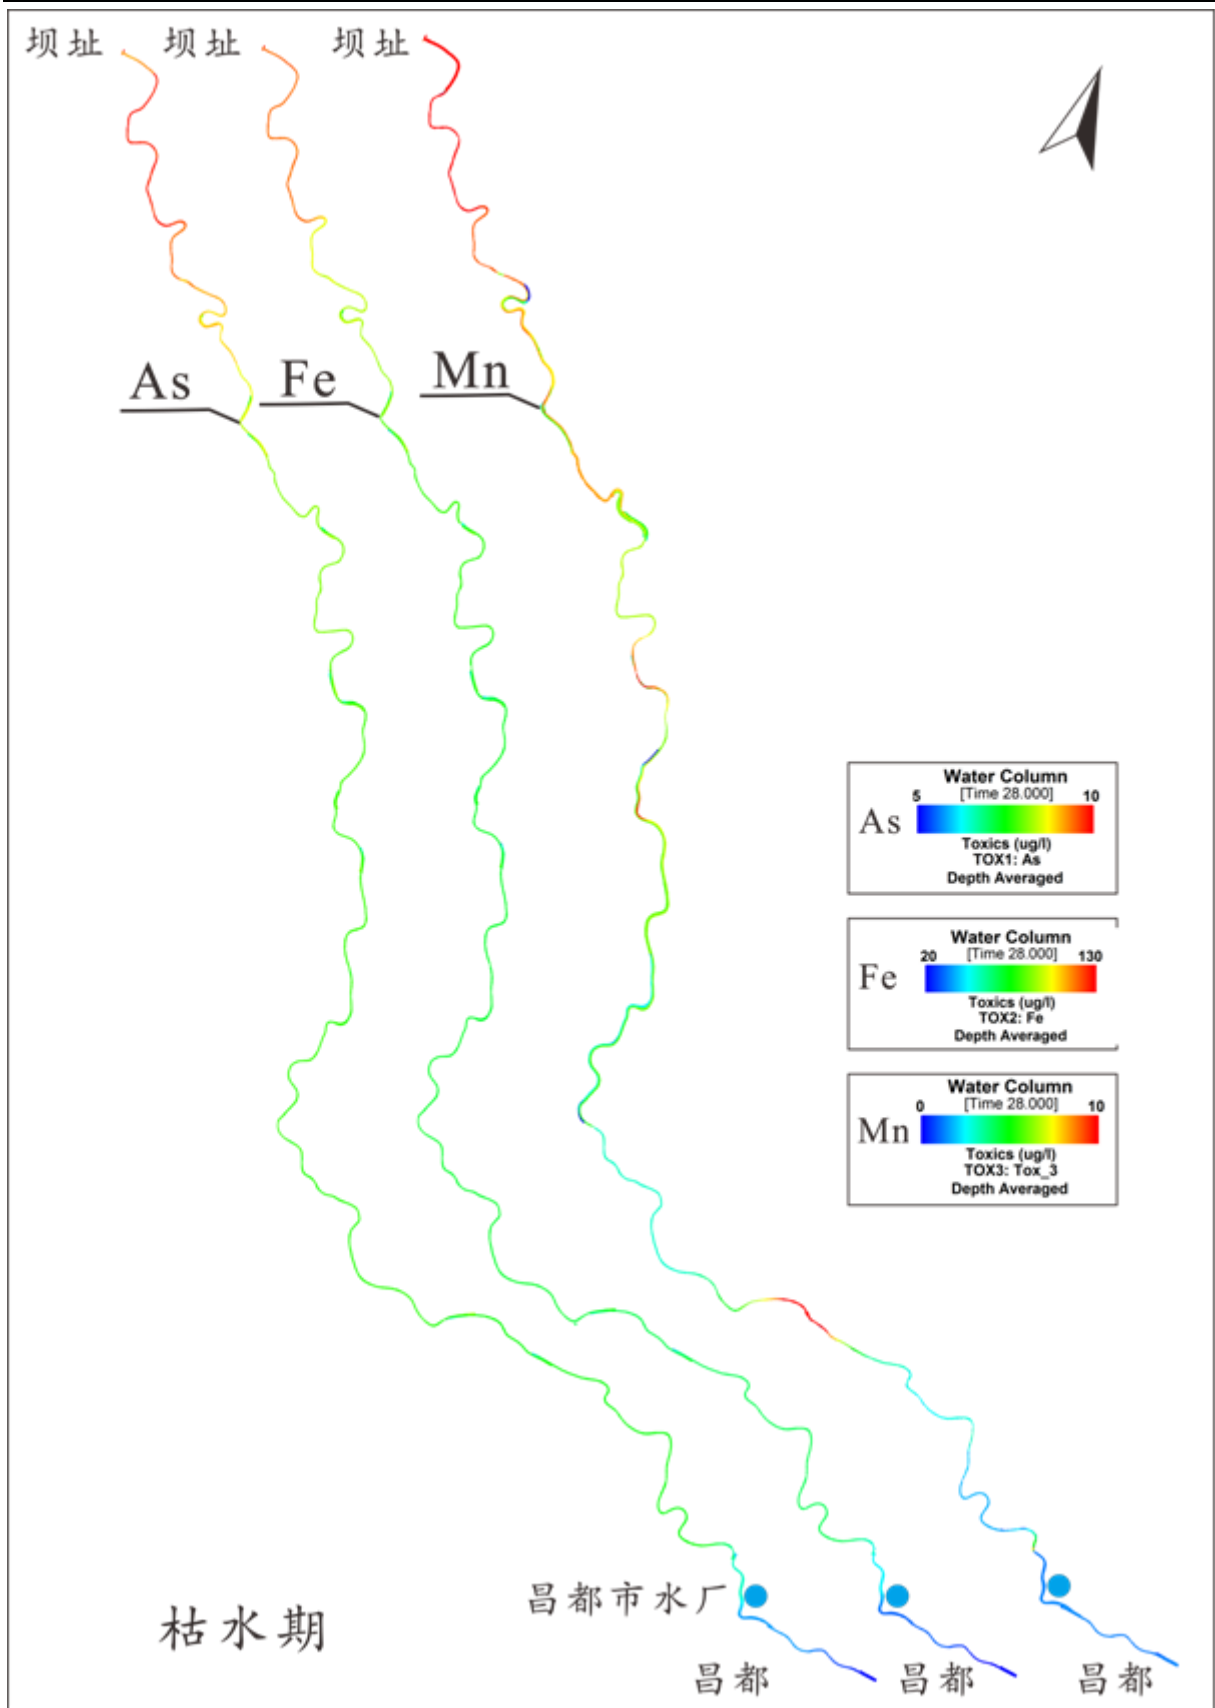 坝址 坝址 坝址
As Fe Mn
Water Column
[Time 28.000]
5 10
As
Toxics (ug/l)
TOX1: As
Depth Averaged
Water Column
[Time 28.000]
20 130
Fe
Toxics (ug/l)
TOX2: Fe
Depth Averaged
Water Column
[Time 28.000]
0 10
Mn
Toxics (ug/l)
TOX3: Tox_3
Depth Averaged
昌都市水厂
枯水期
昌都 昌都 昌都